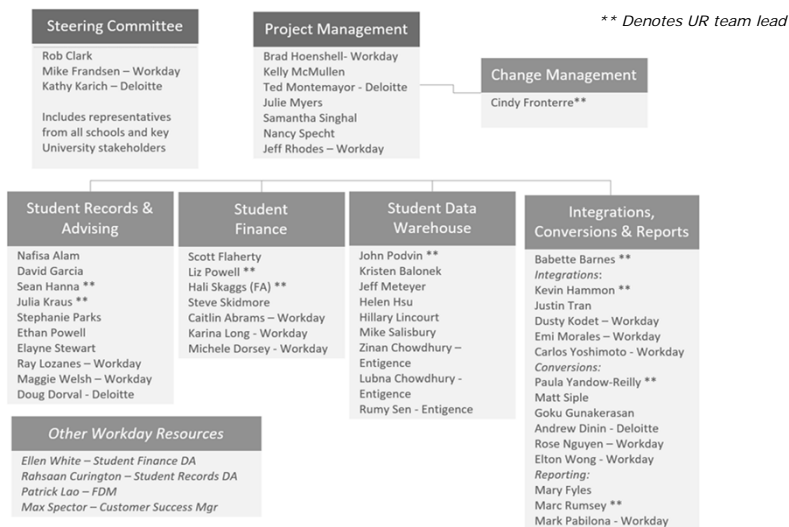 ** Denotes UR team lead
Steering Committee
Rob Clark
Mike Frandsen – Workday
Kathy Karich – Deloitte
Includes representatives
from all schools and key
University stakeholders
Project Management
Brad Hoenshell- Workday
Kelly McMullen
Ted Montemayor - Deloitte
Julie Myers
Samantha Singhal
Nancy Specht
Jeff Rhodes – Workday
Change Management
Cindy Fronterre**
Student Records &
Advising
Nafisa Alam
David Garcia
Sean Hanna **
Julia Kraus **
Stephanie Parks
Ethan Powell
Elayne Stewart
Ray Lozanes – Workday
Maggie Welsh – Workday
Doug Dorval - Deloitte
Student
Finance
Scott Flaherty
Liz Powell **
Hali Skaggs (FA) **
Steve Skidmore
Caitlin Abrams – Workday
Karina Long - Workday
Michele Dorsey - Workday
Student Data
Warehouse
John Podvin **
Kristen Balonek
Jeff Meteyer
Helen Hsu
Hillary Lincourt
Mike Salisbury
Zinan Chowdhury –
Entigence
Lubna Chowdhury -
Entigence
Rumy Sen - Entigence
Integrations,
Conversions & Reports
Babette Barnes **
Integrations:
Kevin Hammon **
Justin Tran
Dusty Kodet – Workday
Emi Morales – Workday
Carlos Yoshimoto - Workday
Conversions:
Paula Yandow-Reilly **
Matt Siple
Goku Gunakerasan
Andrew Dinin - Deloitte
Rose Nguyen – Workday
Elton Wong - Workday
Reporting:
Mary Fyles
Marc Rumsey **
Mark Pabilona - Workday
Other Workday Resources
Ellen White – Student Finance DA
Rahsaan Curington – Student Records DA
Patrick Lao – FDM
Max Spector – Customer Success Mgr